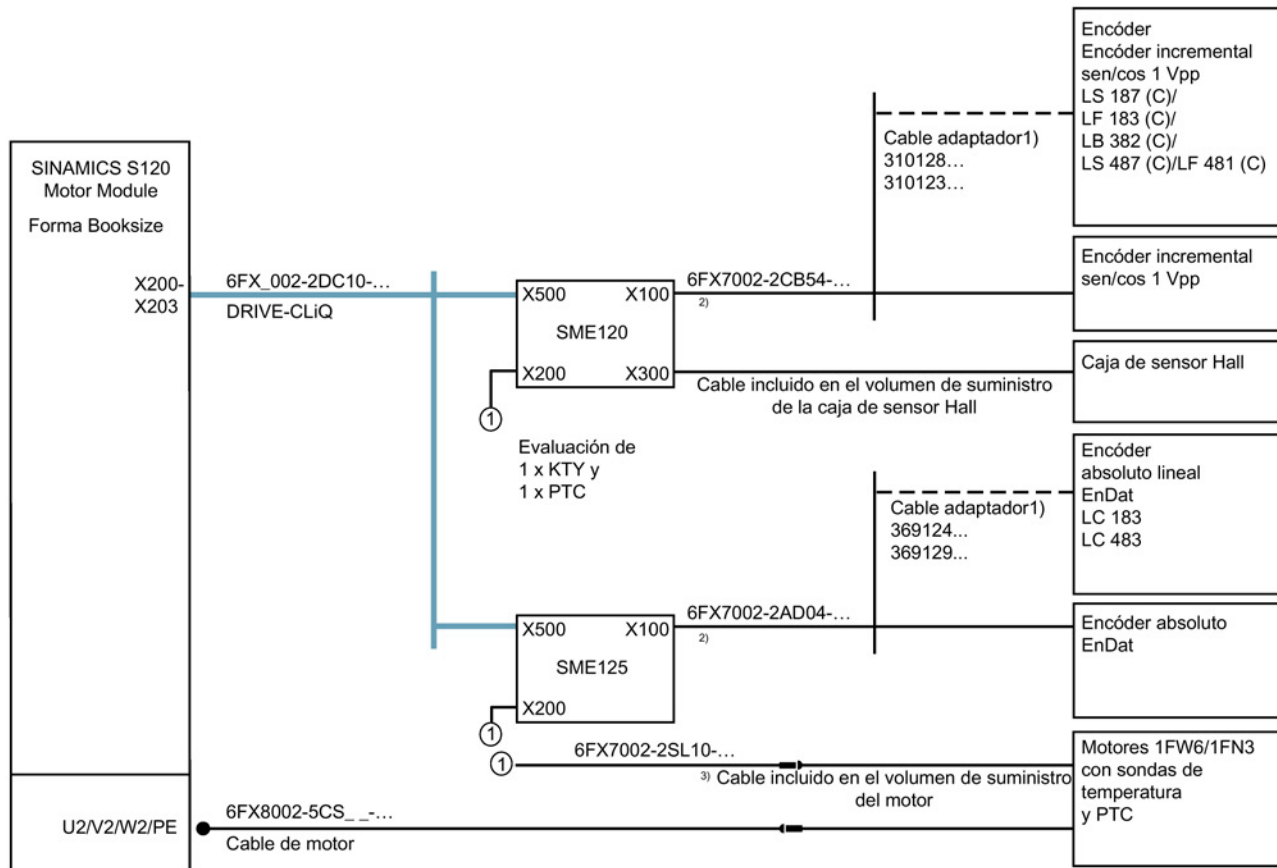 SINAMICS S120
Motor Module
Forma Booksize
X200-
X203
6FX_002-2DC10-...
DRIVE-CLiQ
X500
X100
SME120
X200
X300
1
Evaluación de
1 x KTY y
1 x PTC
6FX7002-2CB54-...
2)
Cable adaptador1)
310128...
310123...
Encóder
Encóder incremental
sen/cos 1 Vpp
LS 187 (C)/
LF 183 (C)/
LB 382 (C)/
LS 487 (C)/LF 481 (C)
Encóder incremental
sen/cos 1 Vpp
Cable incluido en el volumen de suministro
de la caja de sensor Hall
Caja de sensor Hall
Cable adaptador1)
369124...
369129...
Encóder
absoluto lineal
EnDat
LC 183
LC 483
X500
X100
SME125
X200
1
6FX7002-2AD04-...
2)
Encóder absoluto
EnDat
1
6FX7002-2SL10-...
3) Cable incluido en el volumen de suministro
del motor
Motores 1FW6/1FN3
con sondas de
temperatura
y PTC
U2/V2/W2/PE
6FX8002-5CS_ _-...
Cable de motor